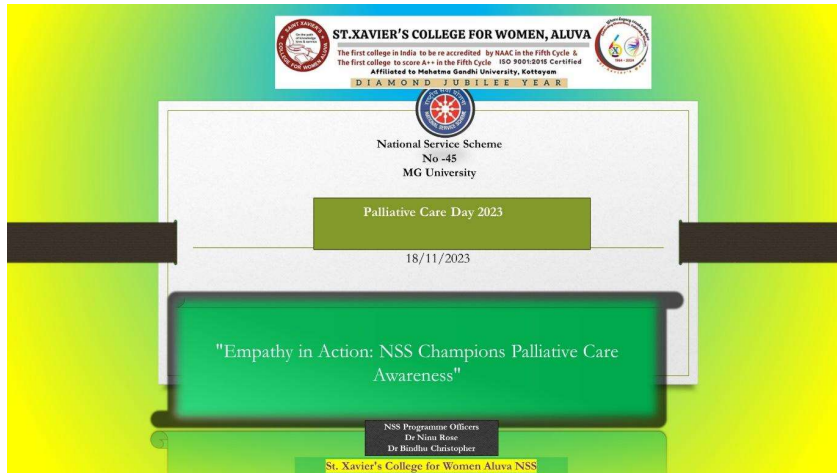 ST.XAVIER'S COLLEGE FOR WOMEN, ALUVA
The first college in India to be re accredited by NAAC in the Fifth Cycle &
The first college to score A++ in the Fifth Cycle ISO 9001:2015 Certified
Affiliated to Mahatma Gandhi University, Kottayam
DIAMOND JUBILEE YEAR
National Service Scheme
No -45
MG University
Palliative Care Day 2023
18/11/2023
"Empathy in Action: NSS Champions Palliative Care
Awareness"
NSS Programme Officers
Dr Ninu Rose
Dr Bindhu Christopher
St. Xavier's College for Women Aluva NSS